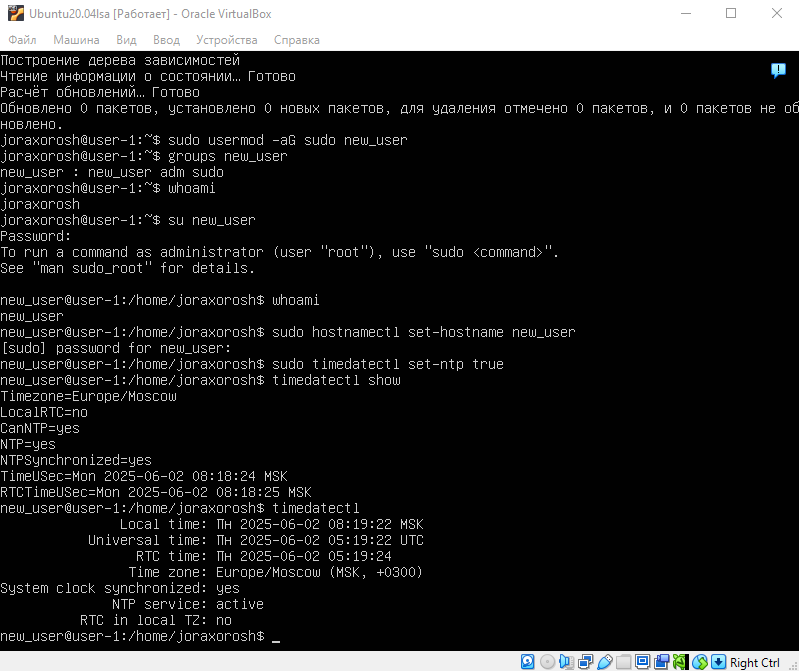 Ubuntu20.04lsa [Работает] - Oracle VirtualBox
Файл Машина Вид Ввод Устройства Справка
Построение дерева зависимостей
Чтение информации о состоянии… Готово
Расчёт обновлений… Готово
Обновлено 0 пакетов, установлено 0 новых пакетов, для удаления отмечено 0 пакетов, и 0 пакетов не об
новлено.
joraxorosh@user-1:~$ sudo usermod -aG sudo new_user
joraxorosh@user-1:~$ groups new_user
new_user : new_user adm sudo
joraxorosh@user-1:~$ whoami
joraxorosh
joraxorosh@user-1:~$ su new_user
Password:
To run a command as administrator (user "root"), use "sudo <command>".
See "man sudo_root" for details.
new_user@user-1:/home/joraxorosh$ whoami
new_user
new_user@user-1:/home/joraxorosh$ sudo hostnamectl set-hostname new_user
[sudo] password for new_user:
new_user@user-1:/home/joraxorosh$ sudo timedatectl set-ntp true
new_user@user-1:/home/joraxorosh$ timedatectl show
Timezone=Europe/Moscow
LocalRTC=no
CanNTP=yes
NTP=yes
NTPSynchronized=yes
TimeUSec=Mon 2025-06-02 08:18:24 MSK
RTCTimeUSec=Mon 2025-06-02 08:18:25 MSK
new_user@user-1:/home/joraxorosh$ timedatectl
Local time: Пн 2025-06-02 08:19:22 MSK
Universal time: Пн 2025-06-02 05:19:22 UTC
RTC time: Пн 2025-06-02 05:19:24
Time zone: Europe/Moscow (MSK, +0300)
System clock synchronized: yes
NTP service: active
RTC in local TZ: no
new_user@user-1:/home/joraxorosh$ _
Right Ctrl